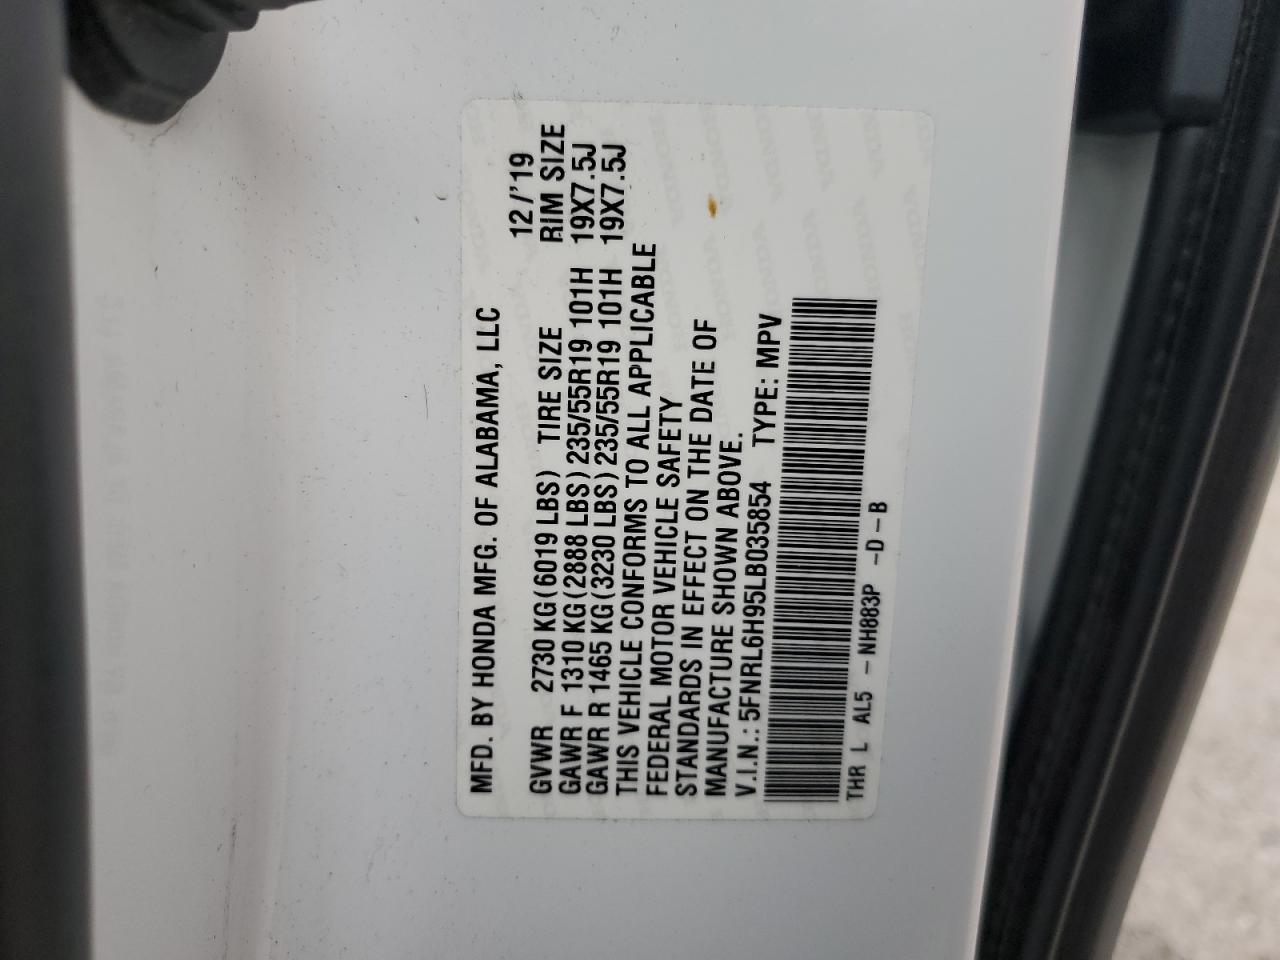 MFD. BY HONDA MFG. OF ALABAMA, LLC
12/'19
GVWR 2730 KG(6019 LBS) TIRE SIZE RIM SIZE
GAWR F 1310 KG(2888 LBS)235/55R19 101H 19X7.5J
GAWR R 1465 KG(3230 LBS)235/55R19 101H 19X7.5J
THIS VEHICLE CONFORMS TO ALL APPLICABLE
FEDERAL MOTOR VEHICLE SAFETY
STANDARDS IN EFFECT ON THE DATE OF
MANUFACTURE SHOWN ABOVE.
V.I.N.: 5FNRL6H95LB035854 TYPE: MPV
THR L AL5 -NH883P -D-B